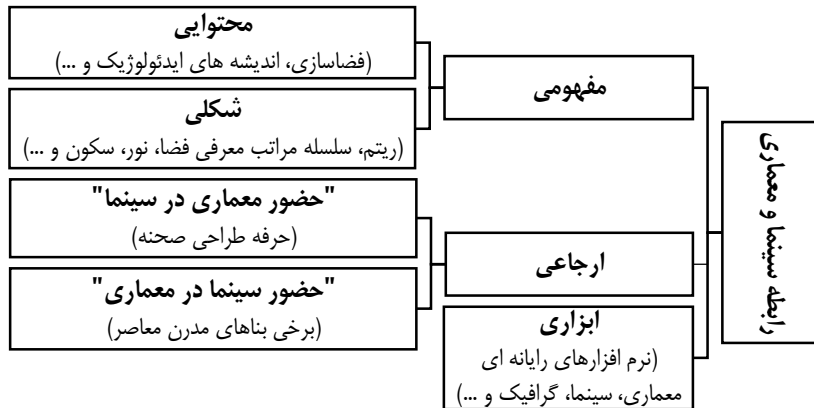 رابطه سینما و معماری
مفهومی
محتوایی
(فضاسازی، اندیشه های ایدئولوژیک و ...)
شکلی
(ریتم، سلسله مراتب معرفی فضا، نور، سکون و ...)
ارجاعی
"حضور معماری در سینما"
(حرفه طراحی صحنه)
"حضور سینما در معماری"
(برخی بناهای مدرن معاصر)
ابزاری
(نرم افزارهای رایانه ای
معماری، سینما، گرافیک و ...)